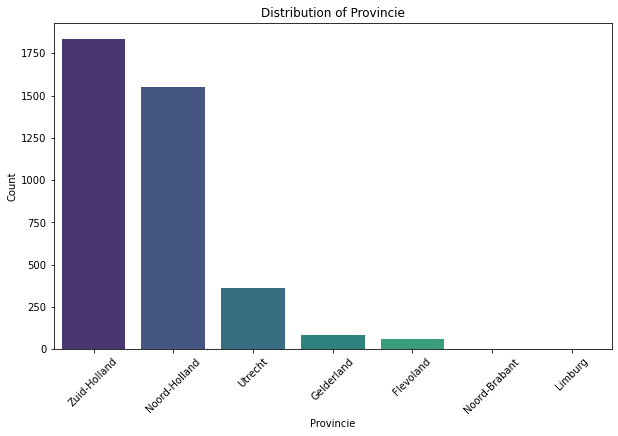 Distribution of Provincie
Count
1750
1500
1250
1000
750
500
250
0
Zuid-Holland
Noord-Holland
Utrecht
Gelderland
Flevoland
Noord-Brabant
Limburg
Provincie